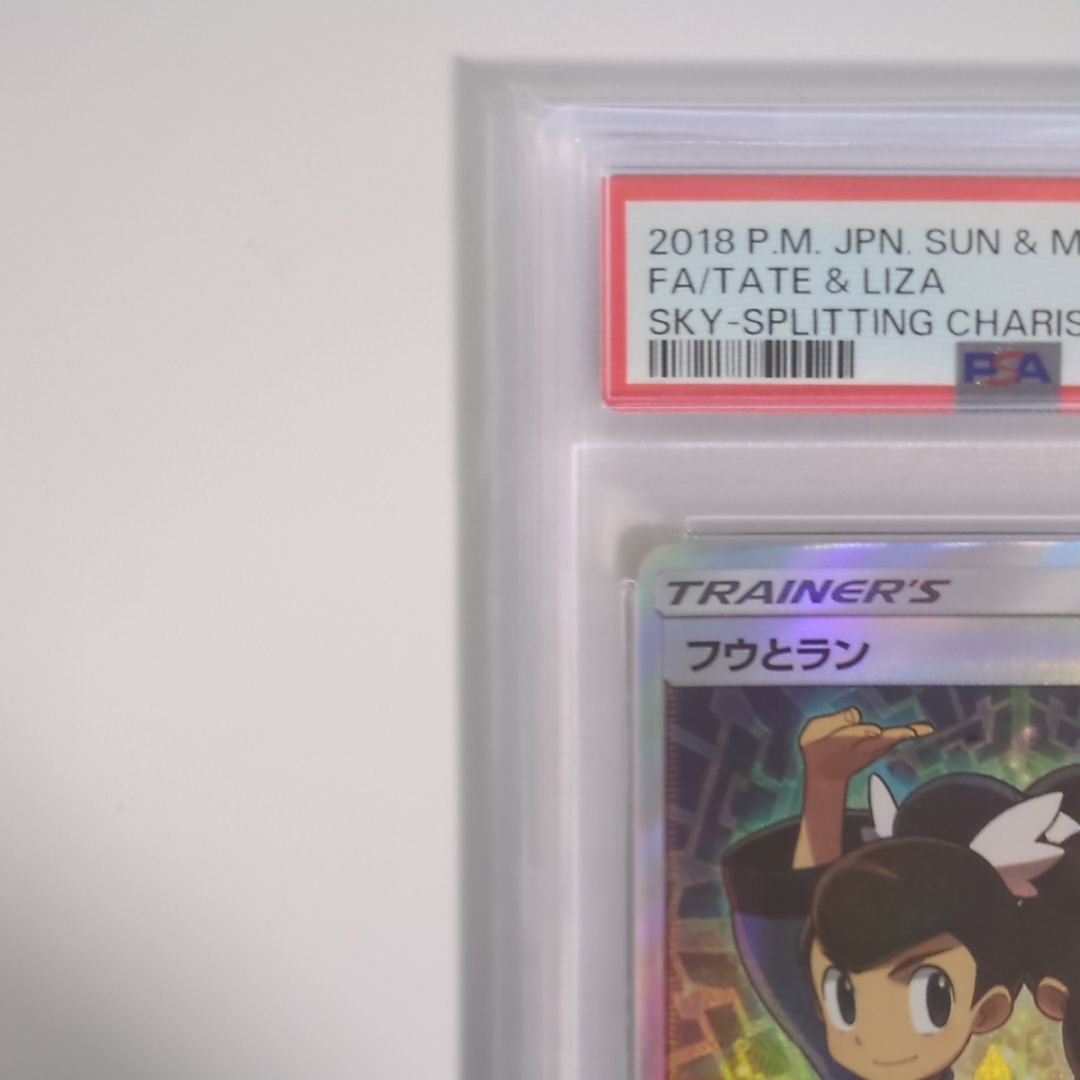 2018 P.M. JPN. SUN & M
FA/TATE & LIZA
SKY-SPLITTING CHARIS
PSA
TRAINER'S
フウとラン